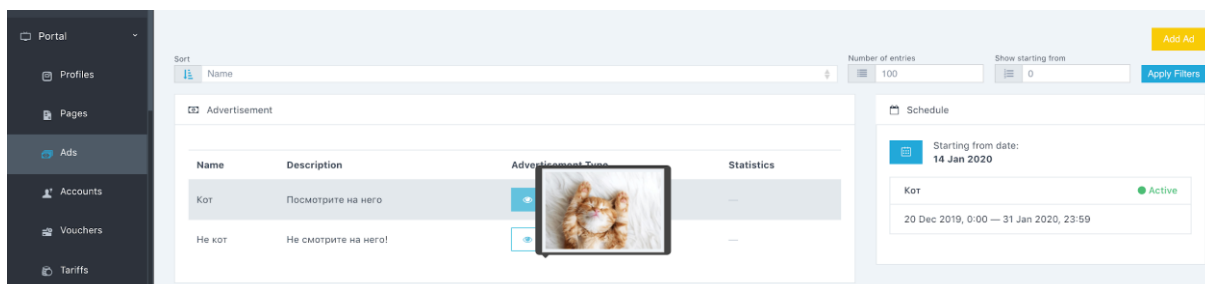 Portal
Profiles
Pages
Ads
Accounts
Vouchers
Tariffs
Add Ad
Sort
Name
Number of entries
100
Show starting from
0
Apply Filters
Advertisement
Name Description Advertisement Type Statistics
Кот Посмотрите на него —
Не кот Не смотрите на него! —
Schedule
Starting from date:
14 Jan 2020
Кот Active
20 Dec 2019, 0:00 — 31 Jan 2020, 23:59